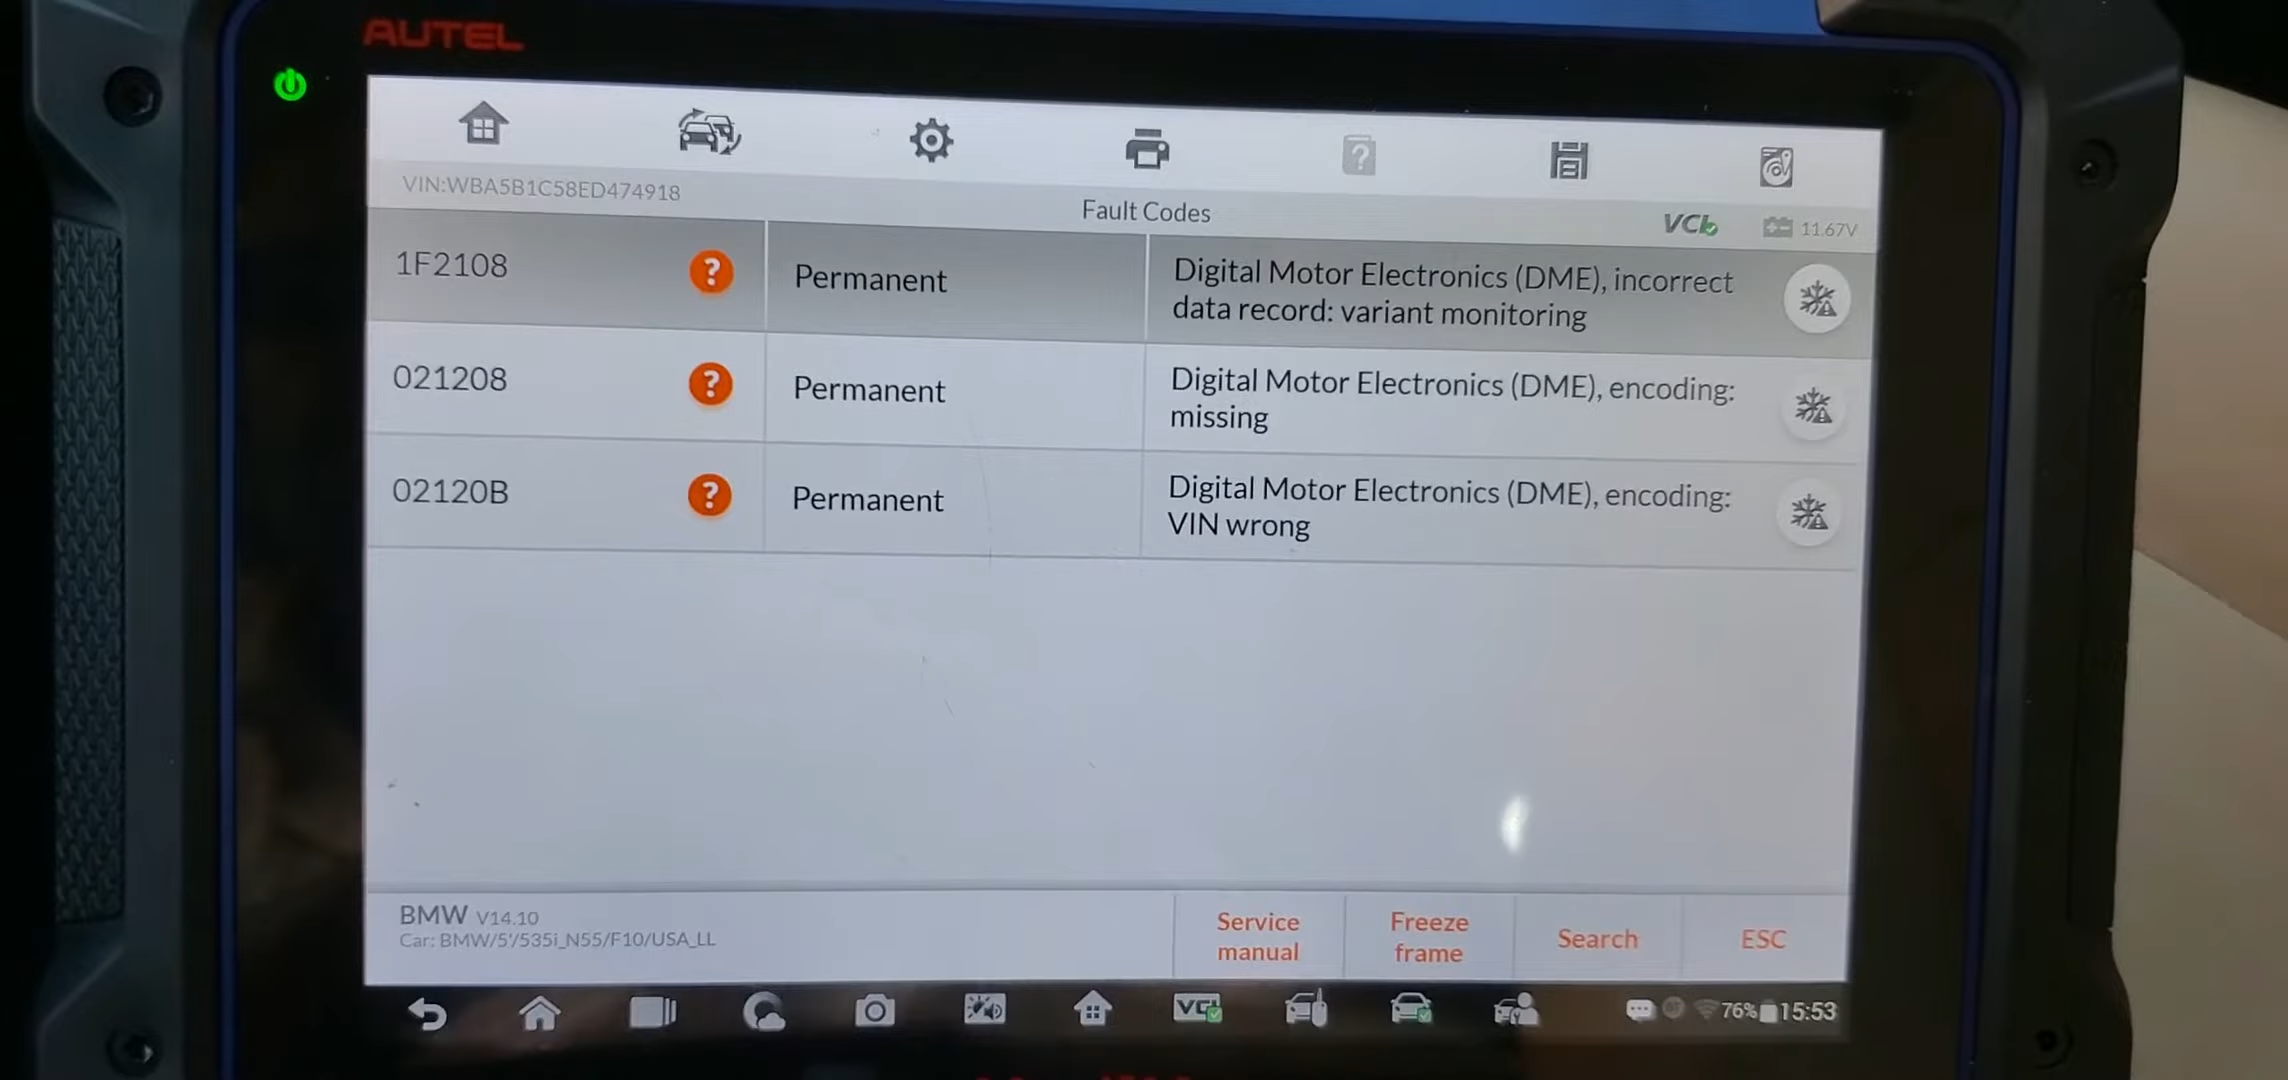 AUTEL
VIN:WBA5B1C58ED474918
Fault Codes
VCI
11.67V
1F2108
?
Permanent
Digital Motor Electronics (DME), incorrect
data record: variant monitoring
021208
?
Permanent
Digital Motor Electronics (DME), encoding:
missing
02120B
?
Permanent
Digital Motor Electronics (DME), encoding:
VIN wrong
BMW V14.10
Car: BMW/5'/535i_N55/F10/USA_LL
Service
manual
Freeze
frame
Search
ESC
VCI
76%
15:53